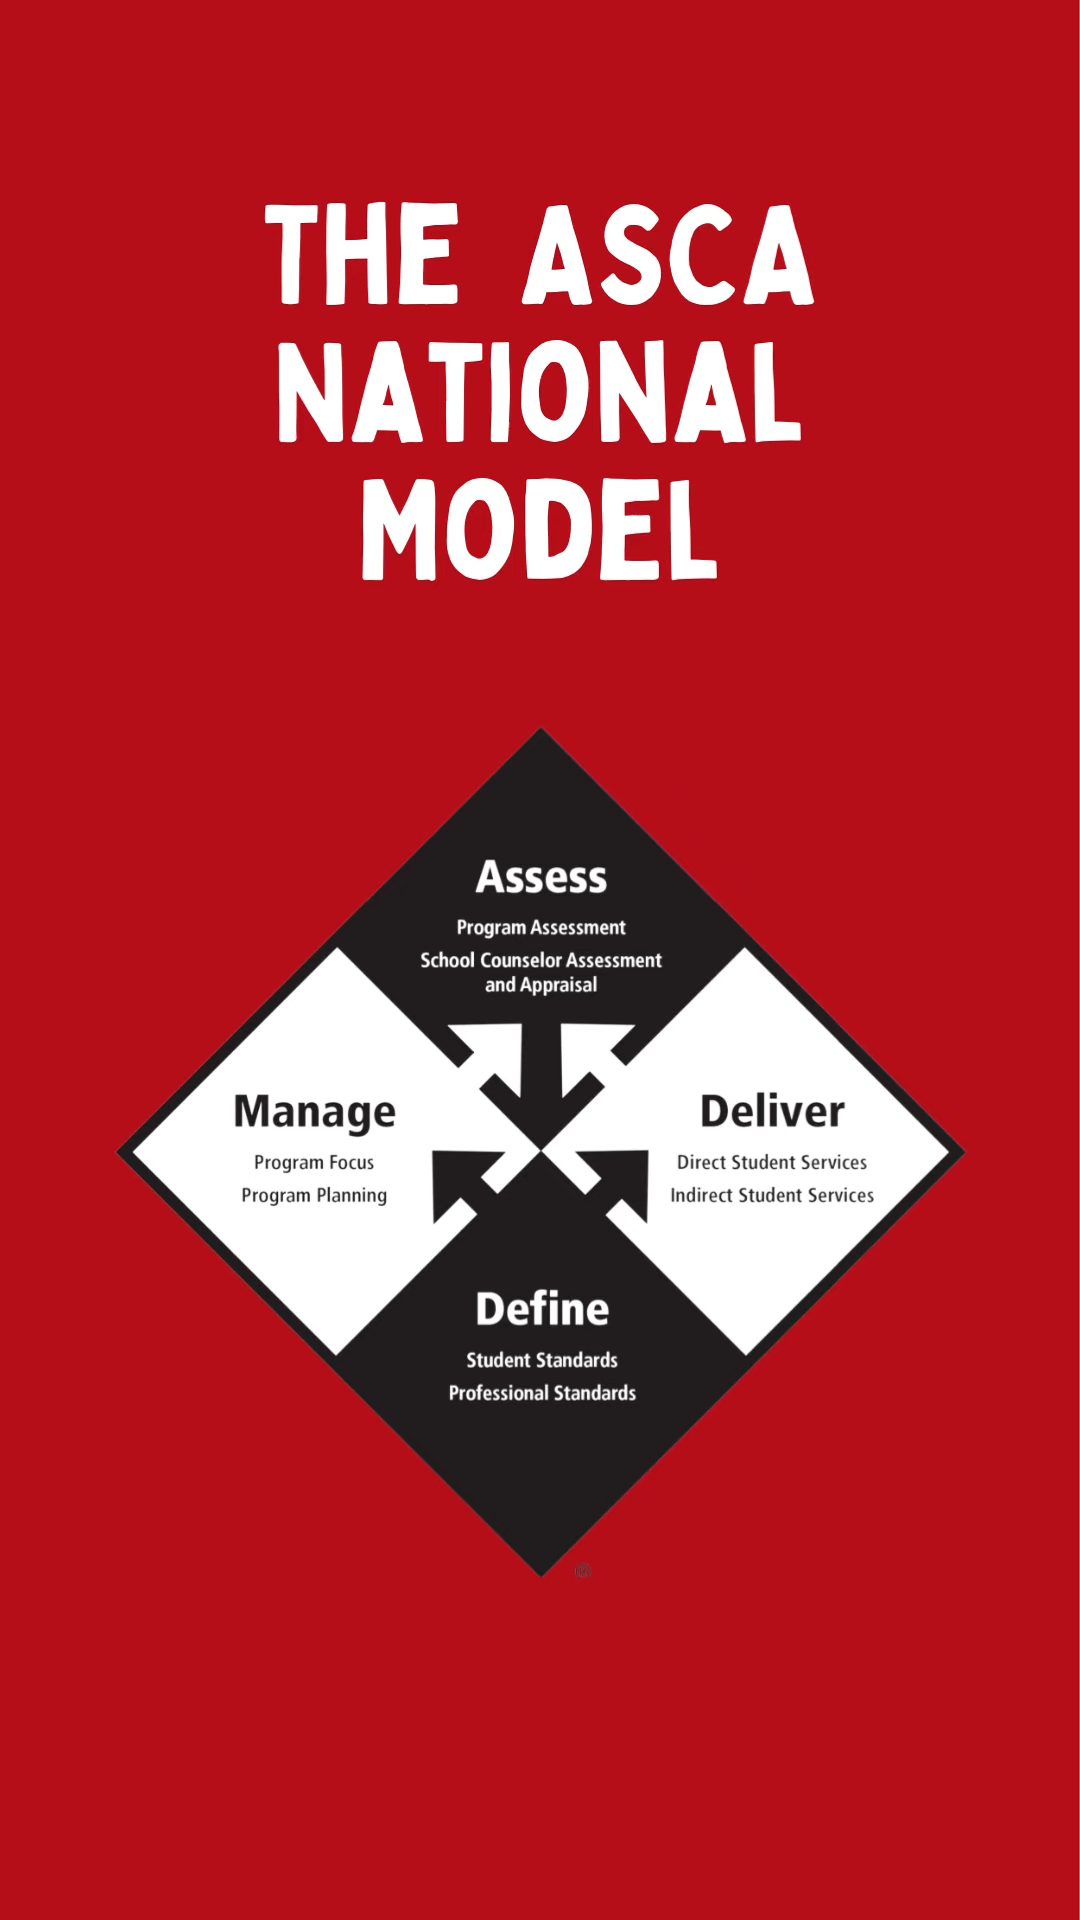 THE ASCA
NATIONAL
MODEL
Assess
Program Assessment
School Counselor Assessment
and Appraisal
Manage
Program Focus
Program Planning
Deliver
Direct Student Services
Indirect Student Services
Define
Student Standards
Professional Standards